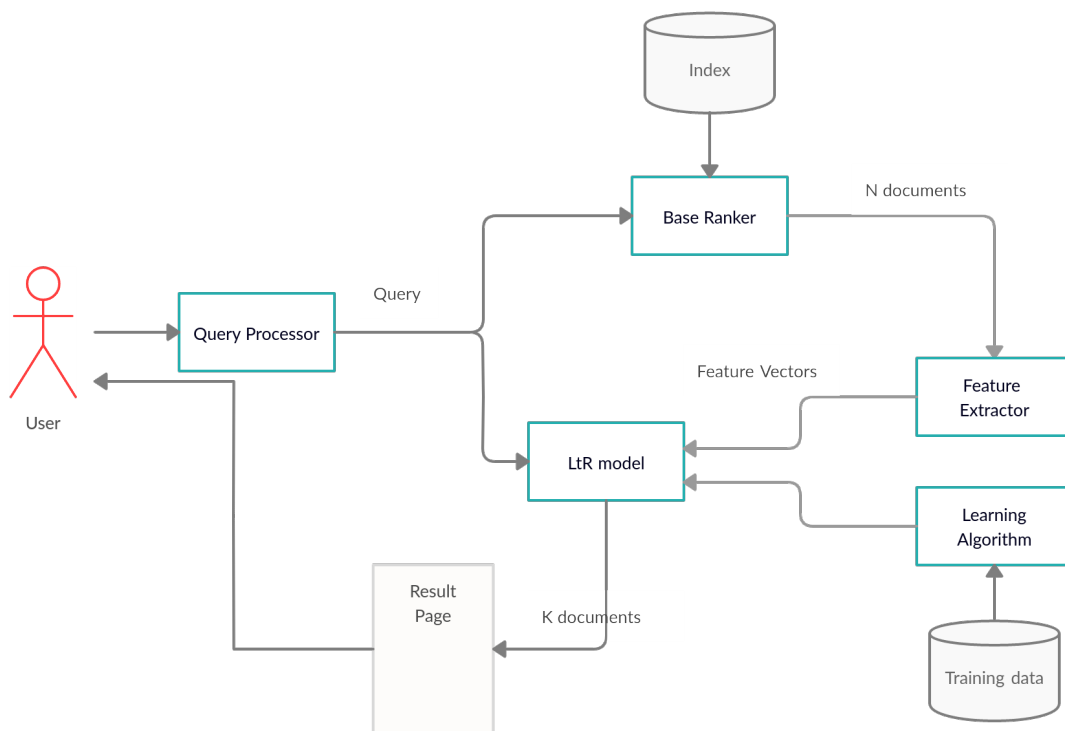 Index
N documents
Base Ranker
Query
Query Processor
Feature Vectors
Feature
Extractor
User
LtR model
Learning
Algorithm
Result
Page
K documents
Training data